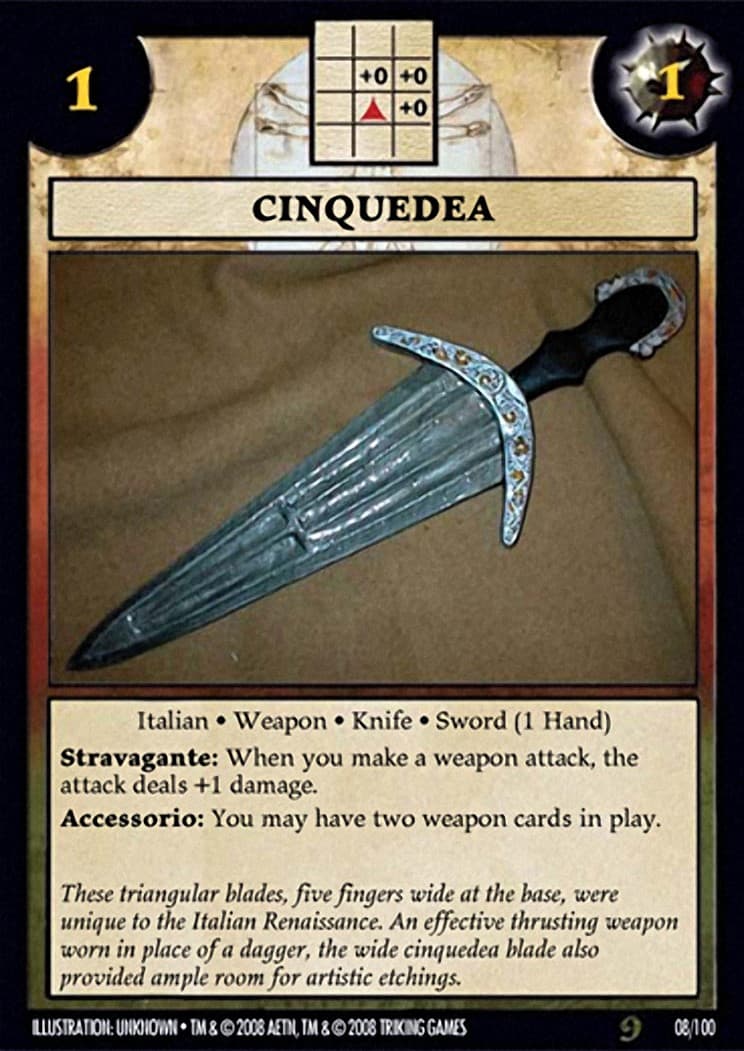 1
1
+0 +0
+0
CINQUEDEA
Italian • Weapon • Knife • Sword (1 Hand)
Stravagante: When you make a weapon attack, the
attack deals +1 damage.
Accessorio: You may have two weapon cards in play.
These triangular blades, five fingers wide at the base, were
unique to the Italian Renaissance. An effective thrusting weapon
worn in place of a dagger, the wide cinquedea blade also
provided ample room for artistic etchings.
ILLUSTRATION: UNKNOWN • TM & © 2008 AETN, TM & © 2008 TRIKING GAMES
08/100